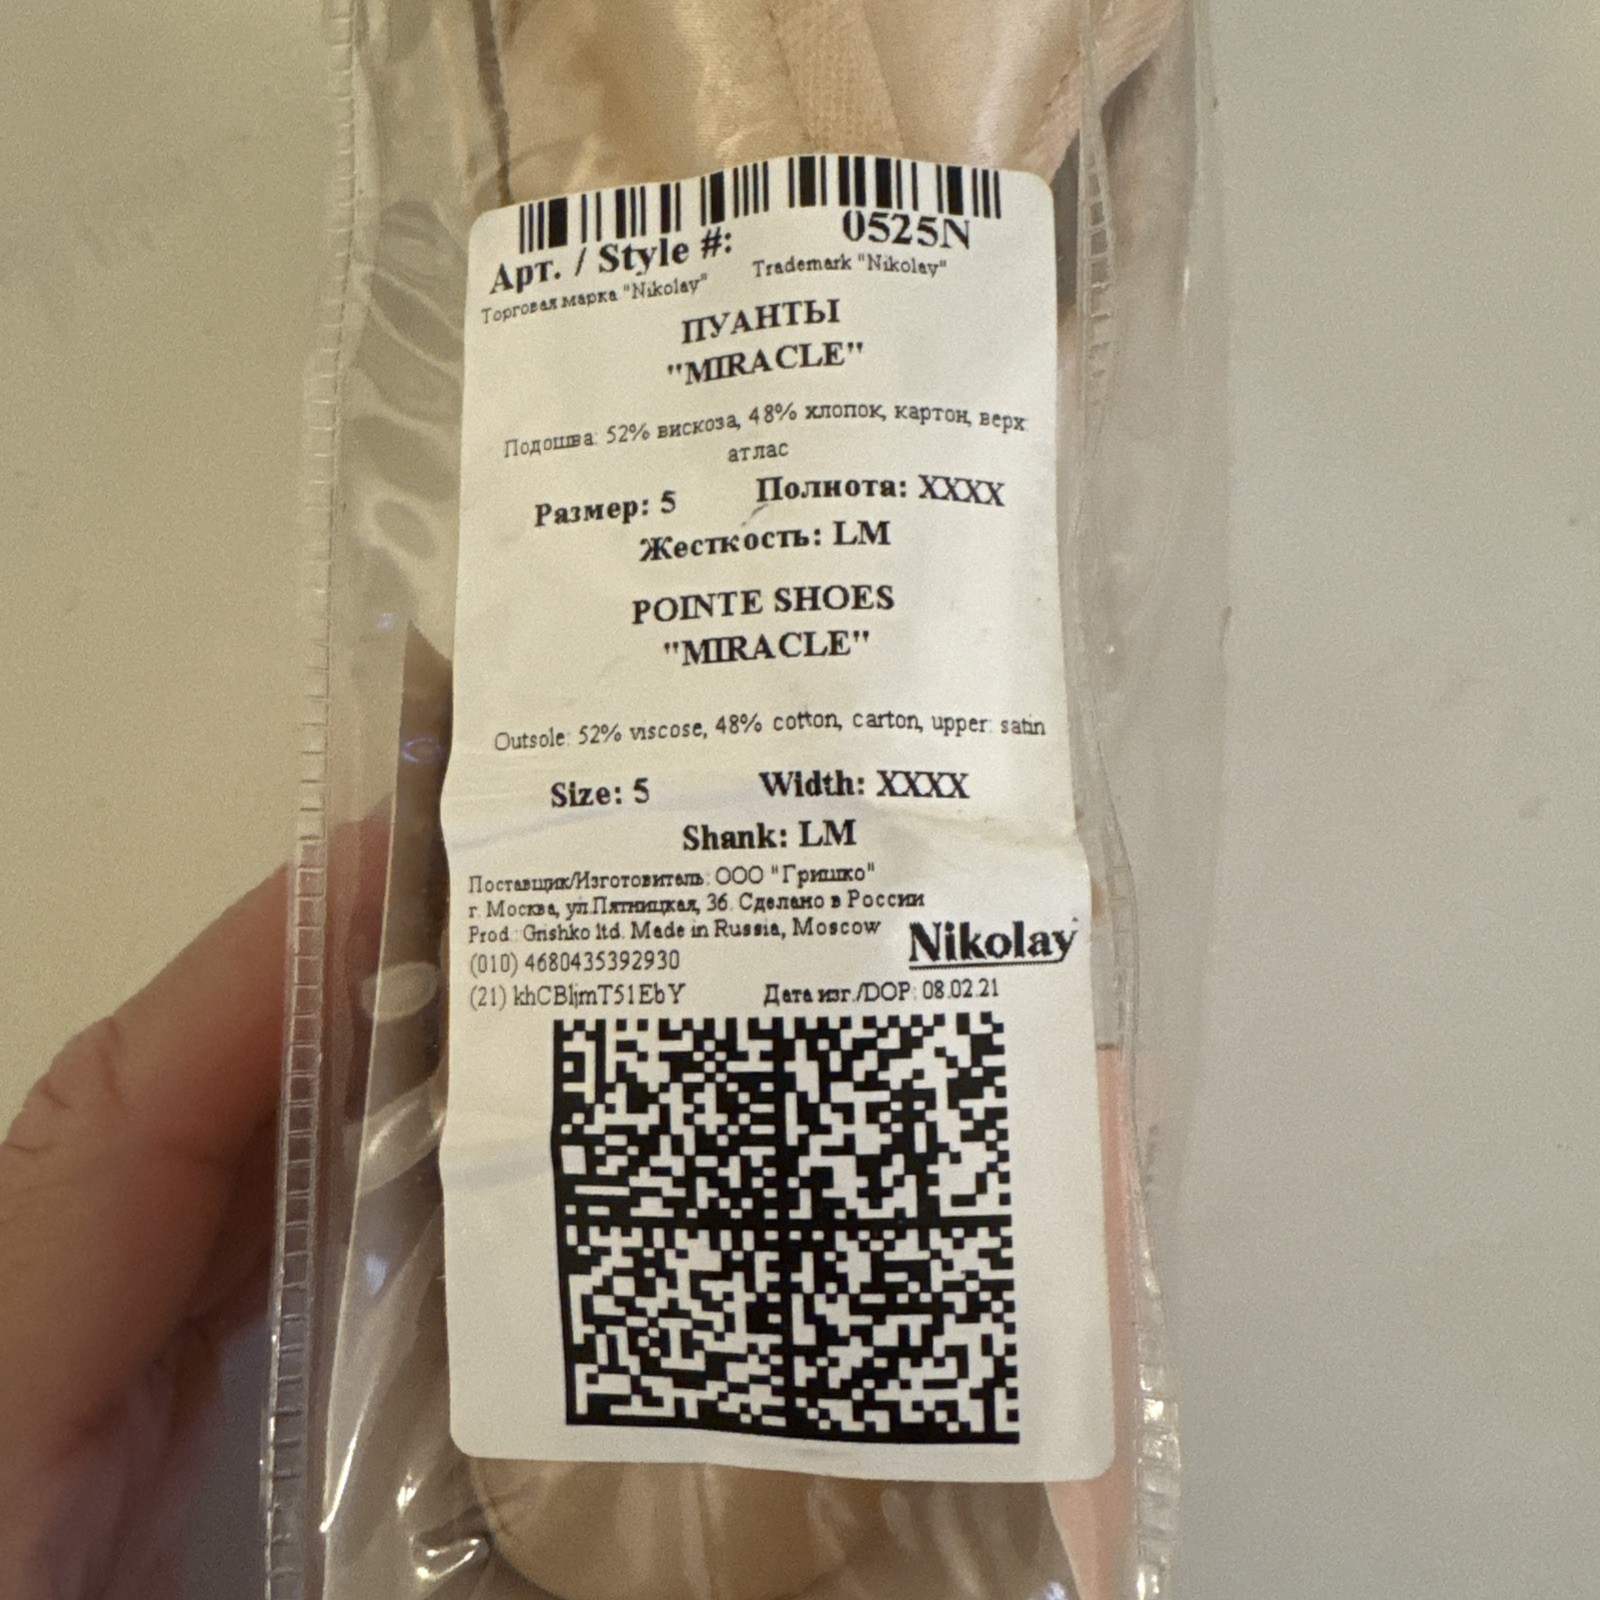 Арт. / Style #: 0525N
Торговая марка "Nikolay" Trademark "Nikolay"
ПУАНТЫ
"MIRACLE"
Подошва: 52% вискоза, 48% хлопок, картон, верх:
атлас
Размер: 5 Полнота: XXXX
Жесткость: LM
POINTE SHOES
"MIRACLE"
Outsole: 52% viscose, 48% cotton, carton, upper: satin
Size: 5 Width: XXXX
Shank: LM
Поставщик/Изготовитель: ООО "Гришко"
г. Москва, ул.Пятницкая, 36. Сделано в России
Prod.: Grishko ltd. Made in Russia, Moscow
Nikolay
(010) 4680435392930
(21) khCBljmT51EbY Дата изг./DOP: 08.02.21